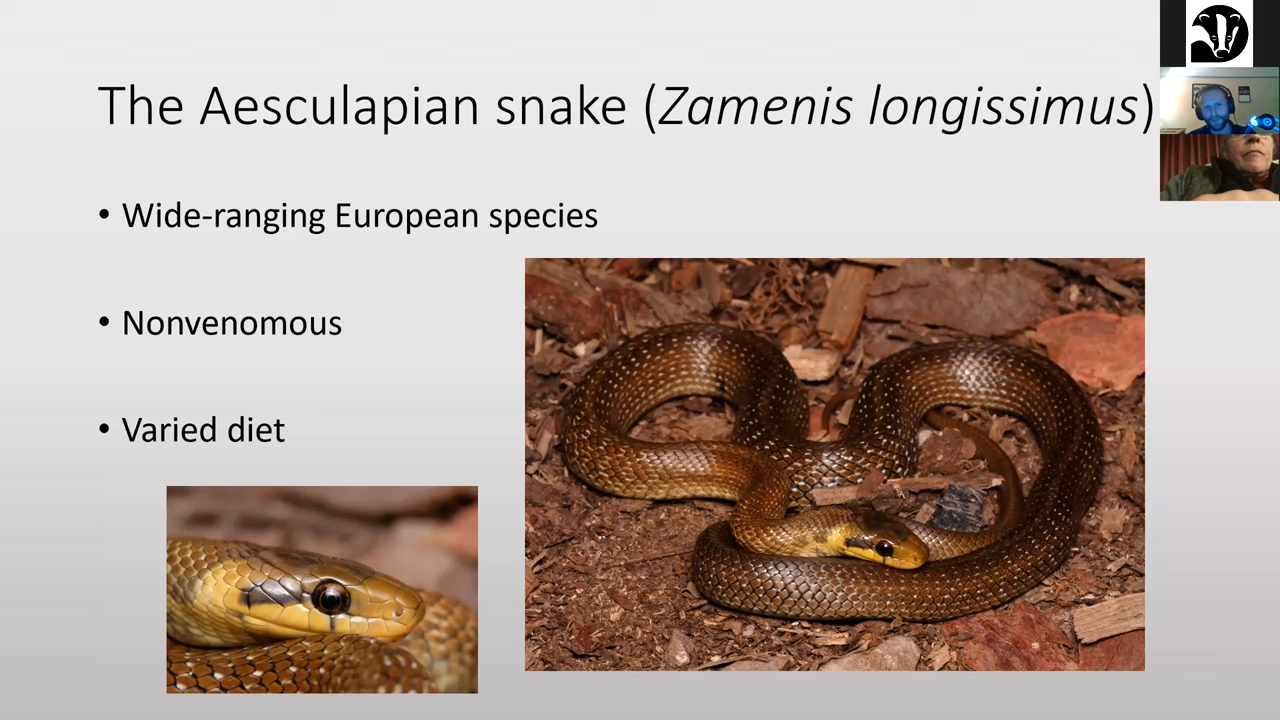 The Aesculapian snake (Zamenis longissimus)
• Wide-ranging European species
• Nonvenomous
• Varied diet